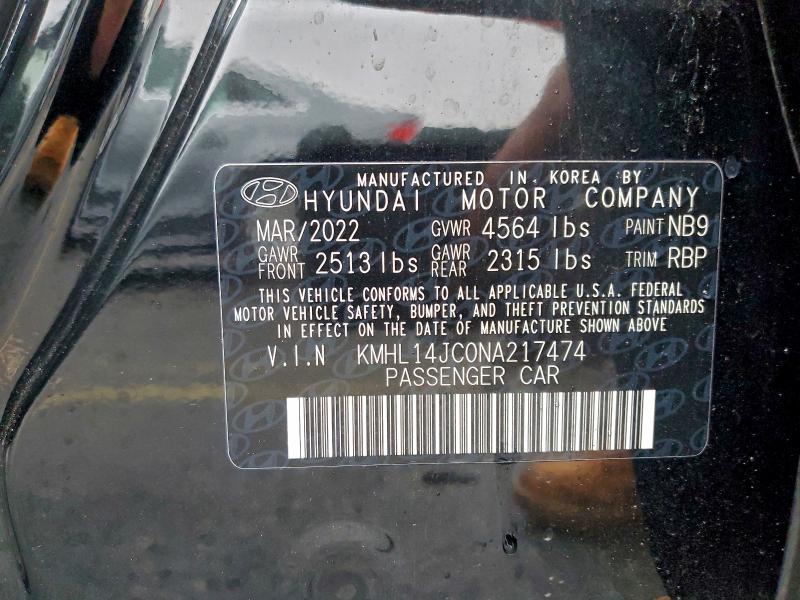 MANUFACTURED IN KOREA BY
HYUNDAI MOTOR COMPANY
MAR/2022 GVWR 4564 lbs PAINT NB9
GAWR FRONT 2513 lbs GAWR REAR 2315 lbs TRIM RBP
THIS VEHICLE CONFORMS TO ALL APPLICABLE U.S.A. FEDERAL
MOTOR VEHICLE SAFETY, BUMPER, AND THEFT PREVENTION STANDARDS
IN EFFECT ON THE DATE OF MANUFACTURE SHOWN ABOVE
V.I.N KMHL14JC0NA217474
PASSENGER CAR